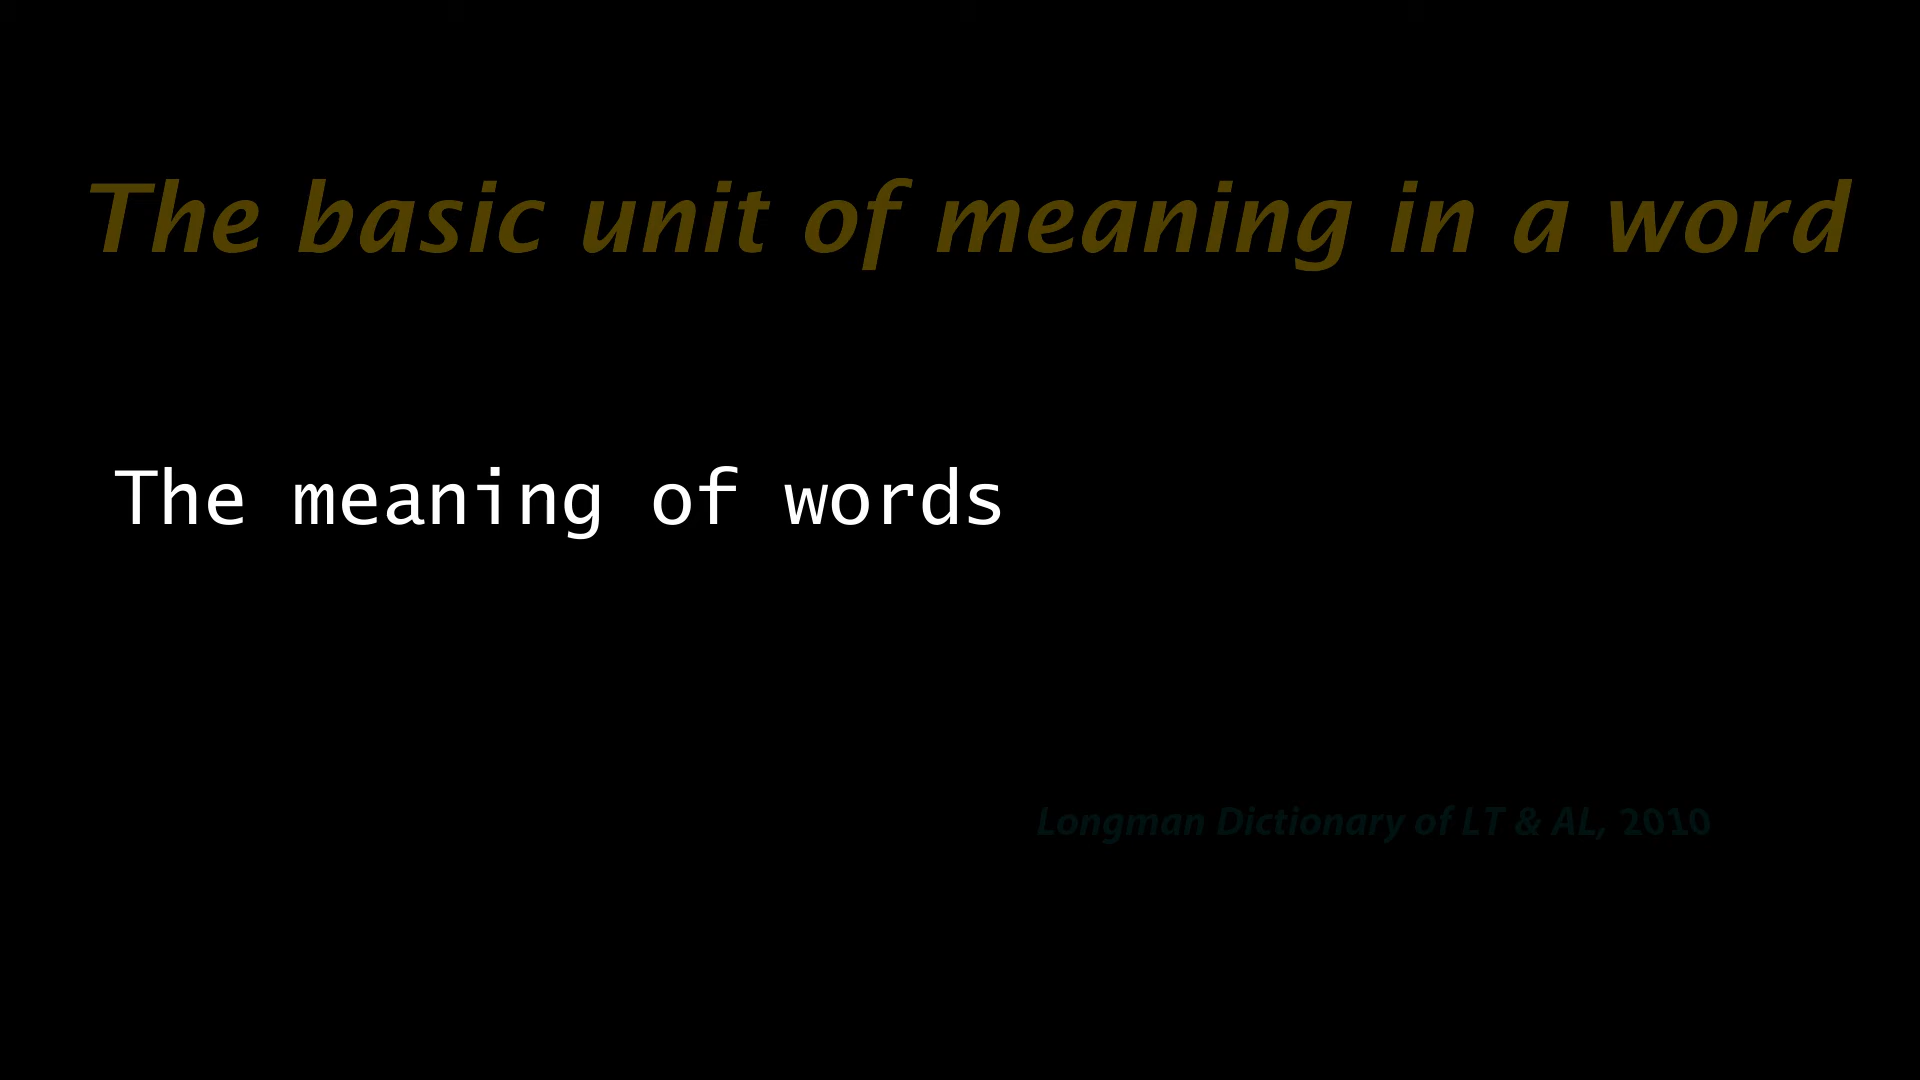 The basic unit of meaning in a word
The meaning of words
Longman Dictionary of LT & AL, 2010